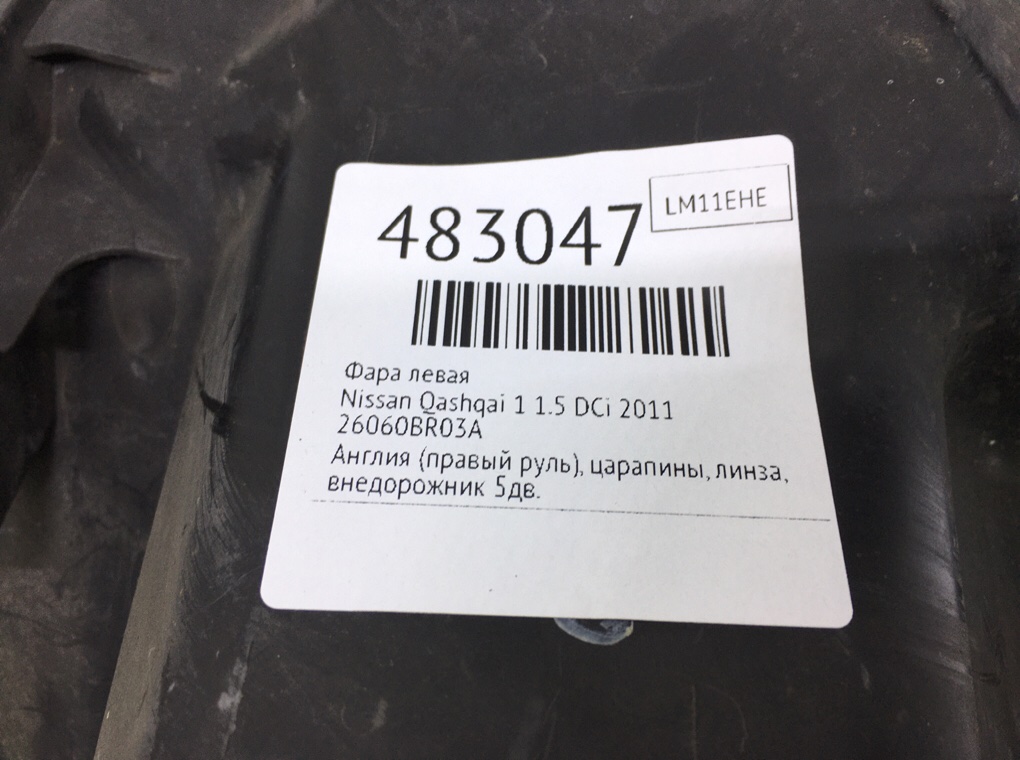 LM11EHE
483047
Фара левая
Nissan Qashqai 1 1.5 DCi 2011
26060BR03A
Англия (правый руль), царапины, линза,
внедорожник 5дв.